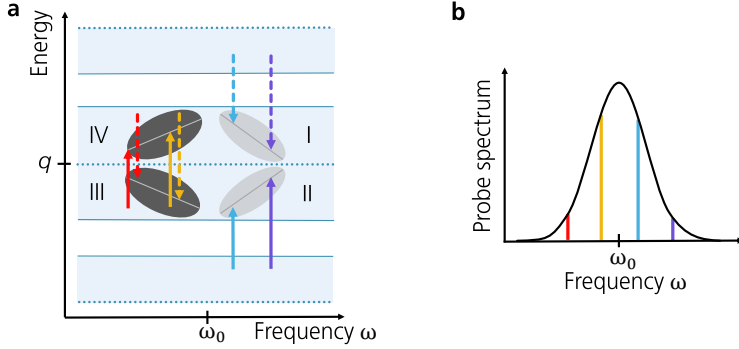 a
Energy
IV
I
q
III
II
ω₀
Frequency ω
b
Probe spectrum
ω₀
Frequency ω